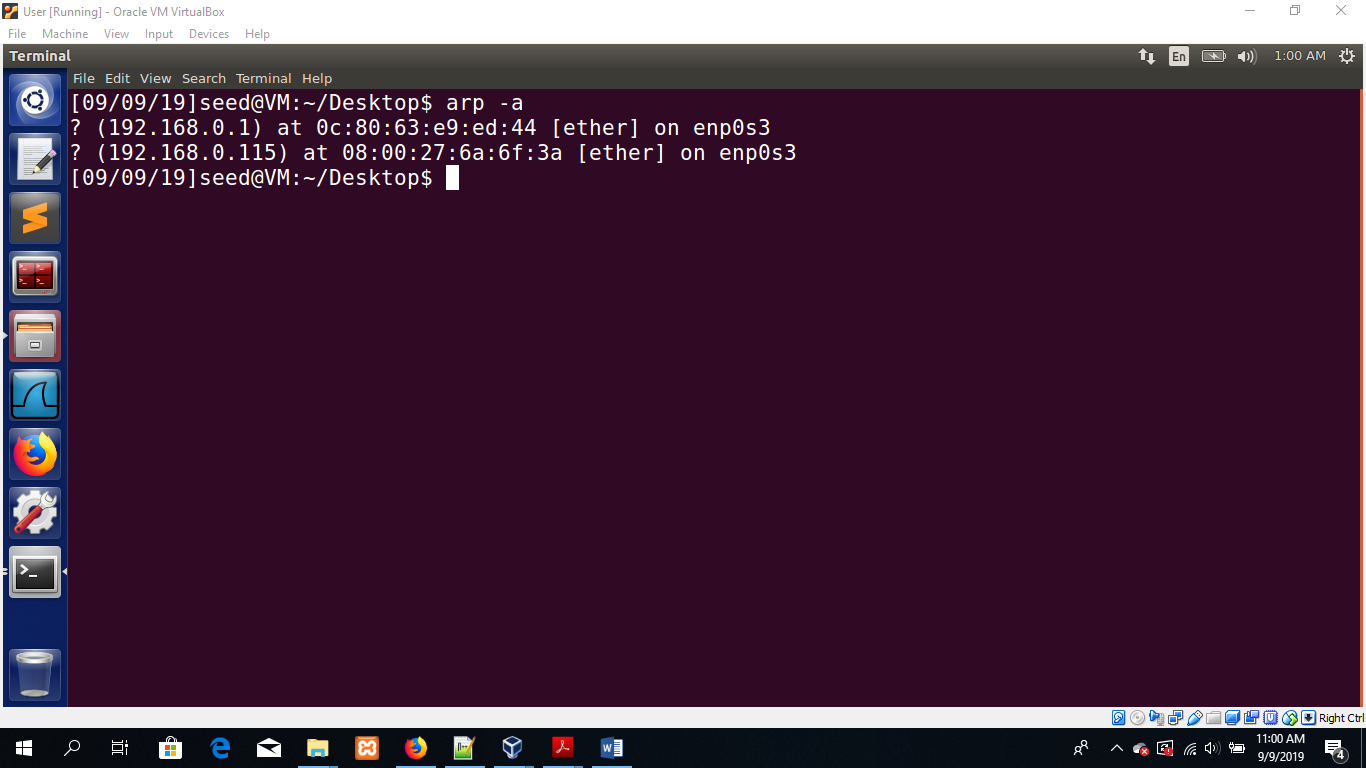 User [Running] - Oracle VM VirtualBox
File Machine View Input Devices Help
Terminal
En
1:00 AM
File Edit View Search Terminal Help
[09/09/19]seed@VM:~/Desktop$ arp -a
? (192.168.0.1) at 0c:80:63:e9:ed:44 [ether] on enp0s3
? (192.168.0.115) at 08:00:27:6a:6f:3a [ether] on enp0s3
[09/09/19]seed@VM:~/Desktop$
Right Ctrl
11:00 AM
9/9/2019
4